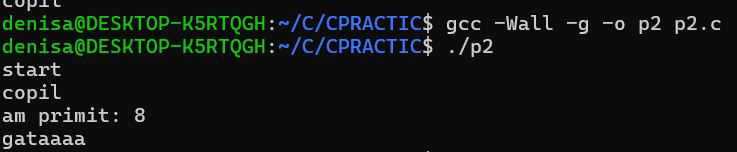 copil
denisa@DESKTOP-K5RTQGH:~/C/CPRACTIC$ gcc -Wall -g -o p2 p2.c
denisa@DESKTOP-K5RTQGH:~/C/CPRACTIC$ ./p2
start
copil
am primit: 8
gataaaa